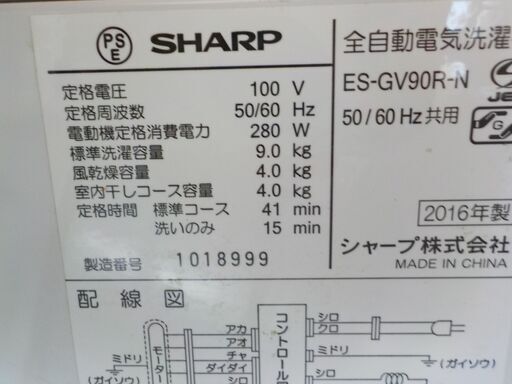 PS
E
SHARP
定格電圧 100 V
定格周波数 50/60 Hz
電動機定格消費電力 280 W
標準洗濯容量 9.0 kg
風乾燥容量 4.0 kg
室内干しコース容量 4.0 kg
定格時間 標準コース 41 min
洗いのみ 15 min
製造番号 1018999
全自動電気洗濯
ES-GV90R-N
50/60Hz共用
G
2016年製
シャープ株式会社
MADE IN CHINA
配線図
アカ
アオ
チャ
ダイダイ
シロ
ミドリ
(ガイソウ)
モーター
コントロール
シロ
クロ
ミドリ
(ガイソウ)
シロ